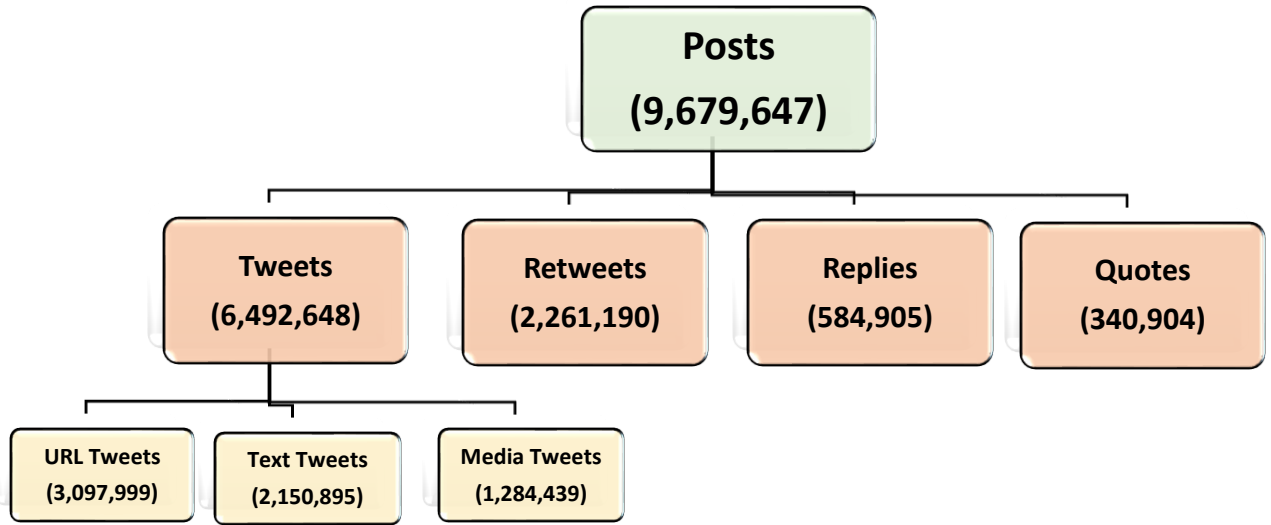 Posts
(9,679,647)
Tweets
(6,492,648)
Retweets
(2,261,190)
Replies
(584,905)
Quotes
(340,904)
URL Tweets
(3,097,999)
Text Tweets
(2,150,895)
Media Tweets
(1,284,439)